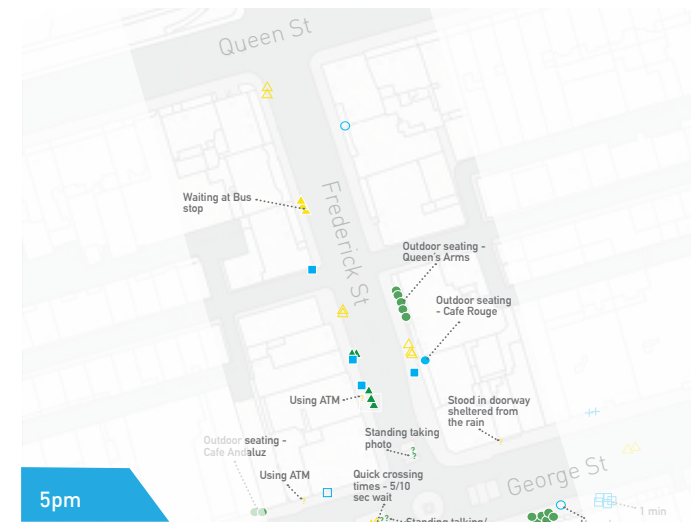 Queen St
Waiting at Bus
stop
Frederick St
Outdoor seating -
Queen's Arms
Outdoor seating
- Cafe Rouge
Using ATM
Stood in doorway
sheltered from
the rain
Standing taking
photo
Outdoor seating -
Cafe Andaluz
Using ATM
Quick crossing
times - 5/10
sec wait
George St
5pm
1 min
Standing talking/